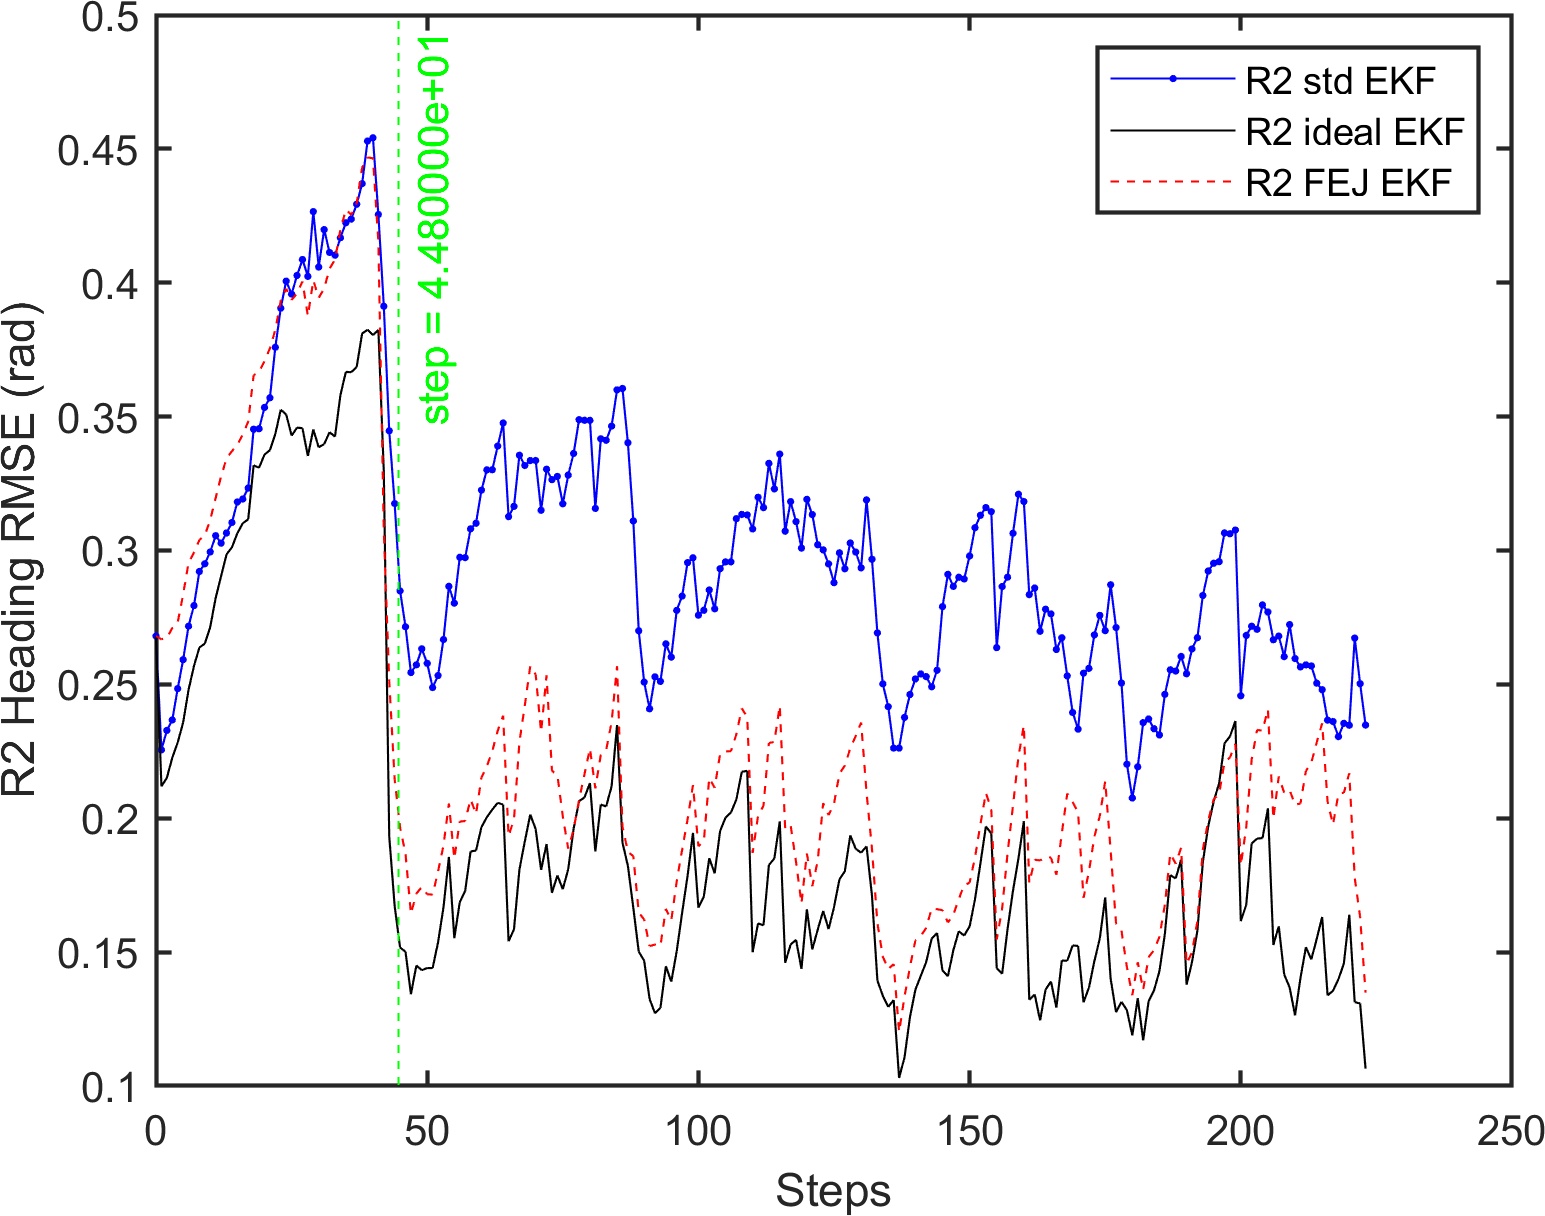 0.5
0.45
0.4
0.35
0.3
0.25
0.2
0.15
0.1
R2 Heading RMSE (rad)
step = 4.480000e+01
R2 std EKF
R2 ideal EKF
R2 FEJ EKF
0
50
100
150
200
250
Steps